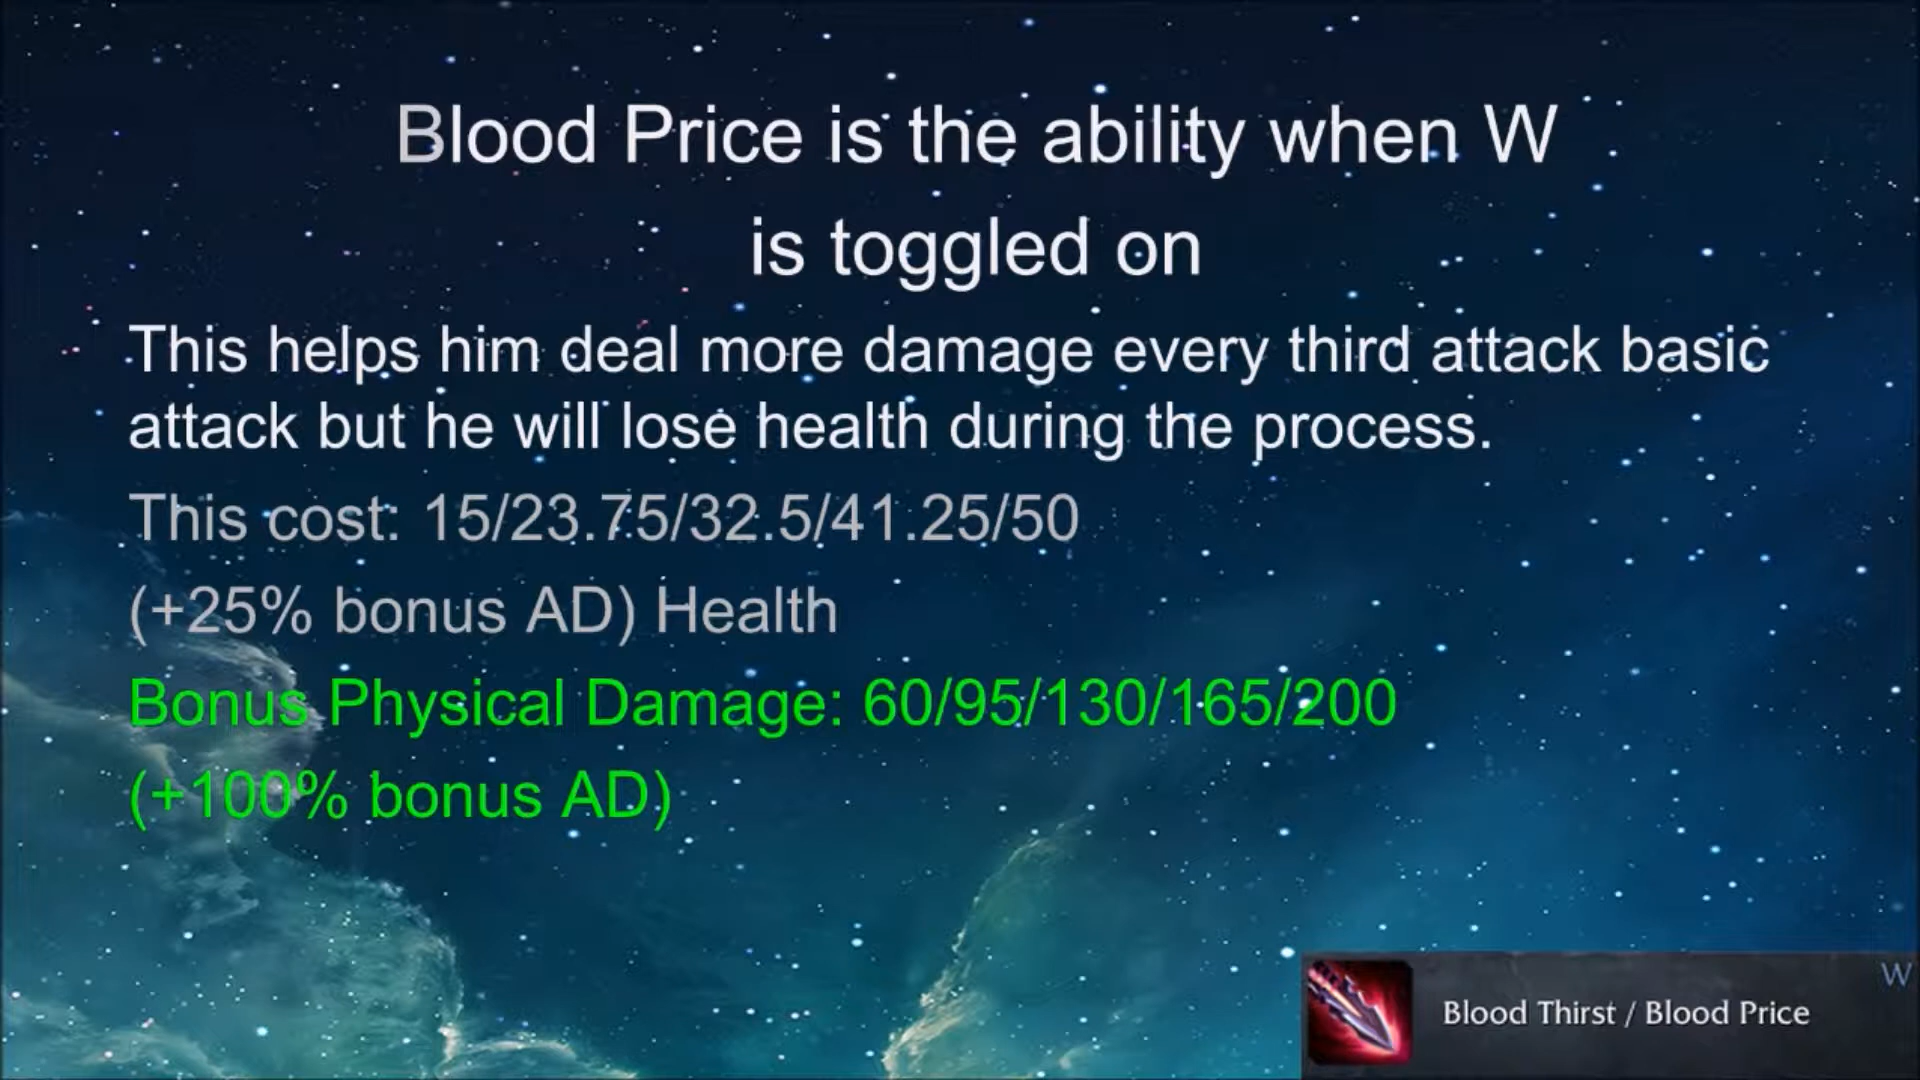 Blood Price is the ability when W
is toggled on
This helps him deal more damage every third attack basic
attack but he will lose health during the process.
This cost: 15/23.75/32.5/41.25/50
(+25% bonus AD) Health
Bonus Physical Damage: 60/95/130/165/200
(+100% bonus AD)
W
Blood Thirst / Blood Price